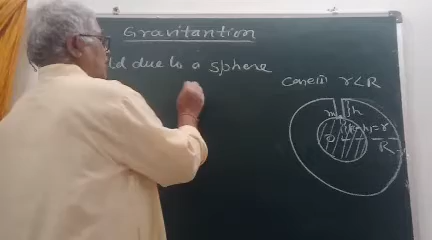 Gravitantion
ld due to a sphere
Case(ii) r<R
m h
(R-h)=r
O
R=